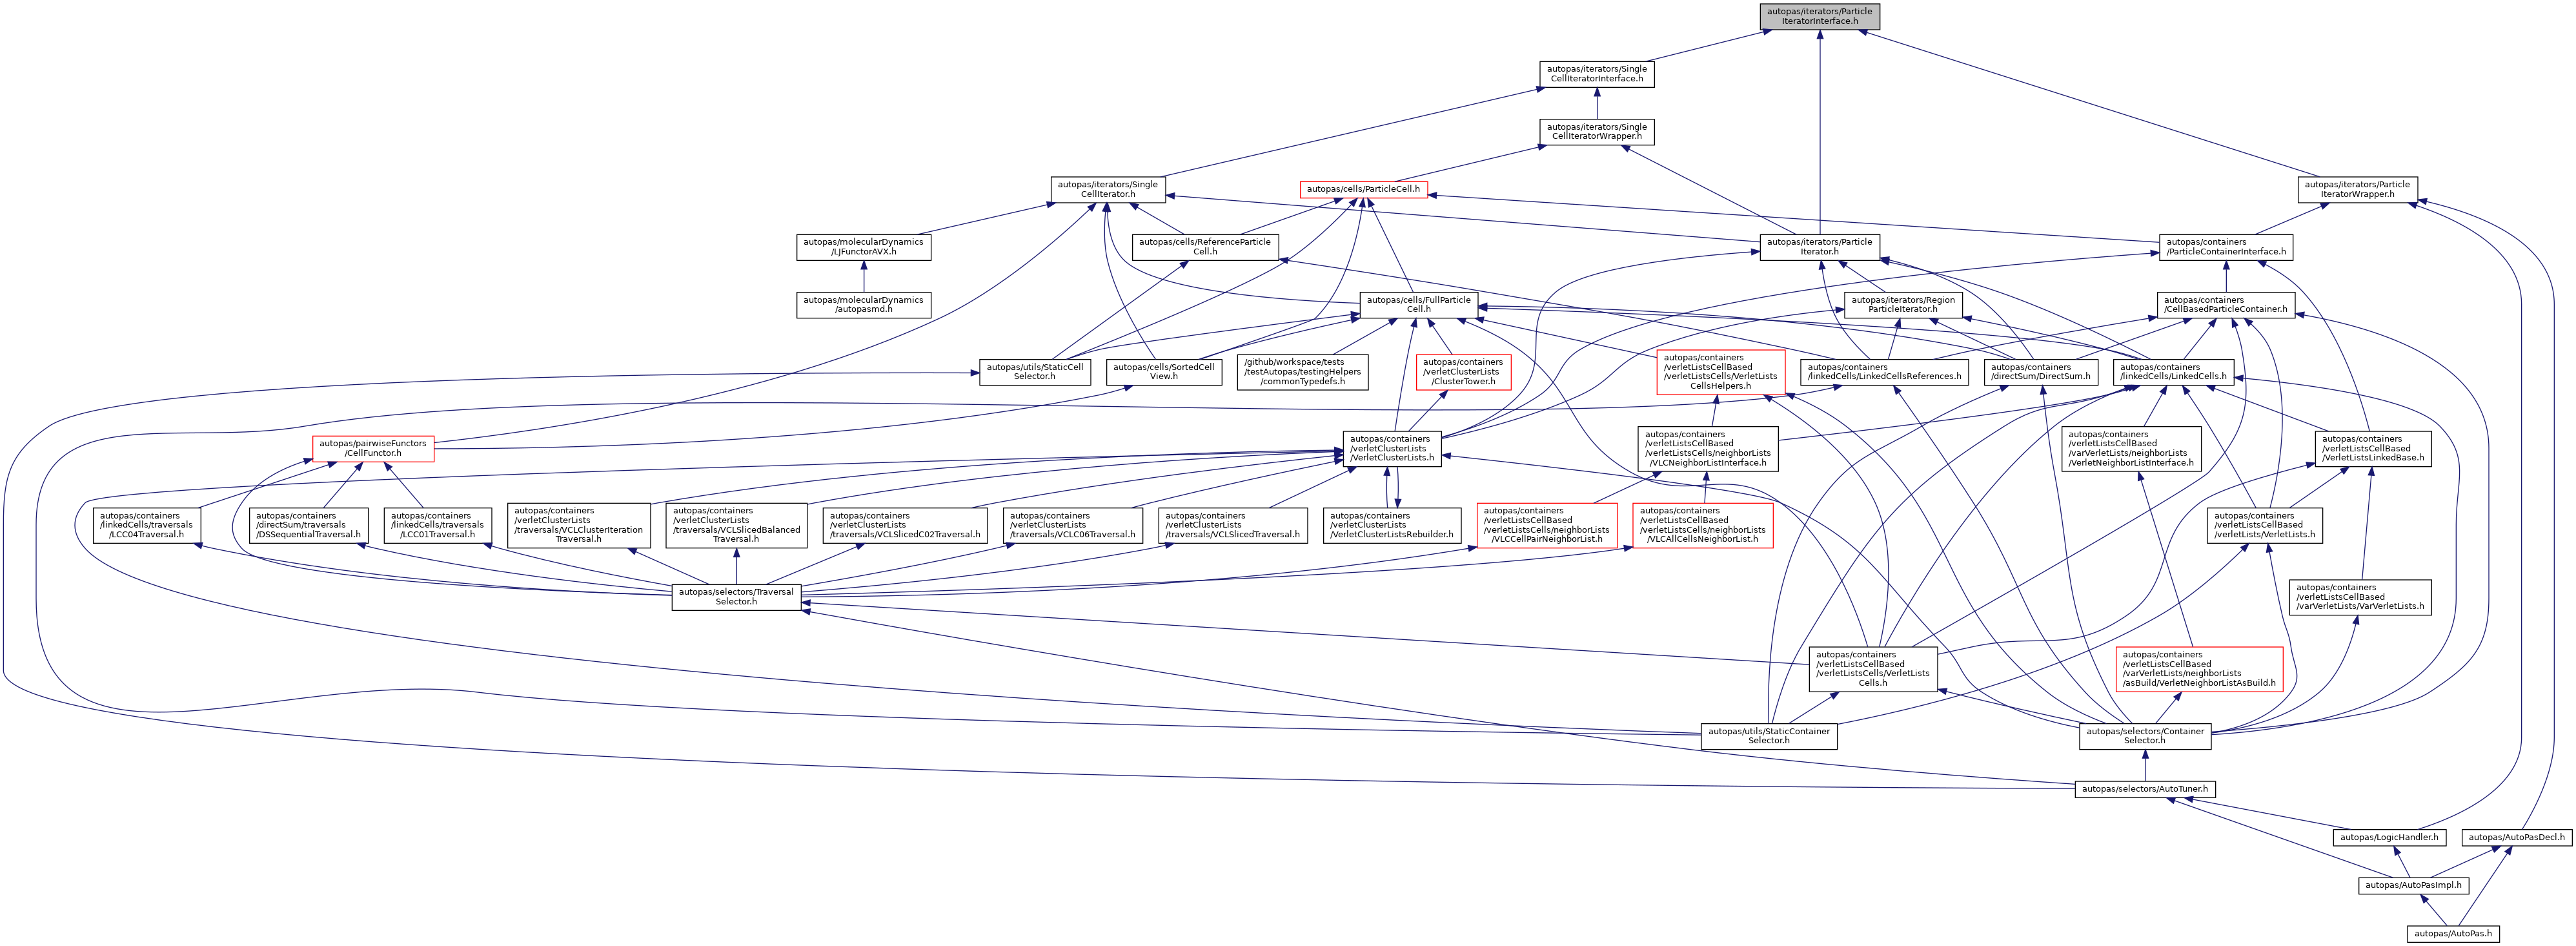 autopas/iterators/Particle
IteratorInterface.h
autopas/iterators/Single
CellIteratorInterface.h
autopas/iterators/Single
CellIteratorWrapper.h
autopas/iterators/Single
CellIterator.h
autopas/cells/ParticleCell.h
autopas/iterators/Particle
IteratorWrapper.h
autopas/molecularDynamics
/LJFunctorAVX.h
autopas/cells/ReferenceParticle
Cell.h
autopas/iterators/Particle
Iterator.h
autopas/containers
/ParticleContainerInterface.h
autopas/molecularDynamics
/autopasmd.h
autopas/cells/FullParticle
Cell.h
autopas/iterators/Region
ParticleIterator.h
autopas/containers
/CellBasedParticleContainer.h
autopas/utils/StaticCell
Selector.h
autopas/cells/SortedCell
View.h
/github/workspace/tests
/testAutopas/testingHelpers
/commonTypedefs.h
autopas/containers
/verletClusterLists
/ClusterTower.h
autopas/containers
/verletListsCellBased
/verletListsCells/VerletLists
CellsHelpers.h
autopas/containers
/linkedCells/LinkedCellsReferences.h
autopas/containers
/directSum/DirectSum.h
autopas/containers
/linkedCells/LinkedCells.h
autopas/pairwiseFunctors
/CellFunctor.h
autopas/containers
/verletClusterLists
/VerletClusterLists.h
autopas/containers
/verletListsCellBased
/verletListsCells/neighborLists
/VLCNeighborListInterface.h
autopas/containers
/verletListsCellBased
/varVerletLists/neighborLists
/VerletNeighborListInterface.h
autopas/containers
/verletListsCellBased
/VerletListsLinkedBase.h
autopas/containers
/linkedCells/traversals
/LCC04Traversal.h
autopas/containers
/directSum/traversals
/DSSequentialTraversal.h
autopas/containers
/linkedCells/traversals
/LCC01Traversal.h
autopas/containers
/verletClusterLists
/traversals/VCLClusterIteration
Traversal.h
autopas/containers
/verletClusterLists
/traversals/VCLSlicedBalanced
Traversal.h
autopas/containers
/verletClusterLists
/traversals/VCLSlicedC02Traversal.h
autopas/containers
/verletClusterLists
/traversals/VCLC06Traversal.h
autopas/containers
/verletClusterLists
/traversals/VCLSlicedTraversal.h
autopas/containers
/verletClusterLists
/VerletClusterListsRebuilder.h
autopas/containers
/verletListsCellBased
/verletListsCells/neighborLists
/VLCCellPairNeighborList.h
autopas/containers
/verletListsCellBased
/verletListsCells/neighborLists
/VLCAllCellsNeighborList.h
autopas/containers
/verletListsCellBased
/verletLists/VerletLists.h
autopas/selectors/Traversal
Selector.h
autopas/containers
/verletListsCellBased
/varVerletLists/VarVerletLists.h
autopas/containers
/verletListsCellBased
/verletListsCells/VerletLists
Cells.h
autopas/containers
/verletListsCellBased
/varVerletLists/neighborLists
/asBuild/VerletNeighborListAsBuild.h
autopas/utils/StaticContainer
Selector.h
autopas/selectors/Container
Selector.h
autopas/selectors/AutoTuner.h
autopas/LogicHandler.h
autopas/AutoPasDecl.h
autopas/AutoPasImpl.h
autopas/AutoPas.h